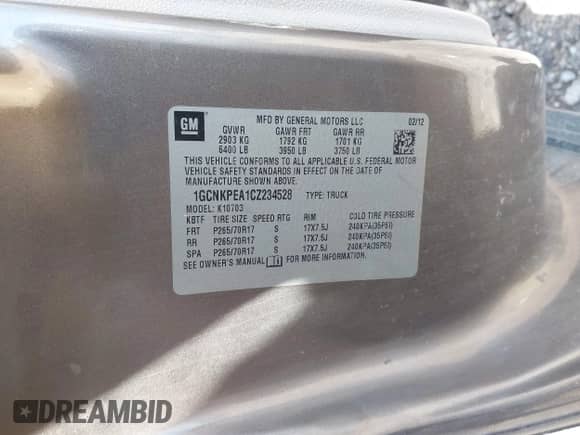 GM
MFD BY GENERAL MOTORS LLC 02/12
GVWR GAWR FRT GAWR RR
2903 KG 1792 KG 1701 KG
6400 LB 3950 LB 3750 LB
THIS VEHICLE CONFORMS TO ALL APPLICABLE U.S. FEDERAL MOTOR
VEHICLE SAFETY STANDARDS IN EFFECT ON THE DATE OF
MANUFACTURE SHOWN ABOVE.
1GCNKPEA1CZ234528 TYPE: TRUCK
MODEL: K10703
KBTF TIRE SIZE SPEED RTG RIM COLD TIRE PRESSURE
FRT P265/70R17 S 17X7.5J 240KPA(35PSI)
RR P265/70R17 S 17X7.5J 240KPA(35PSI)
SPA P265/70R17 S 17X7.5J 240KPA(35PSI)
SEE OWNER'S MANUAL FOR MORE INFORMATION.
DREAMBID